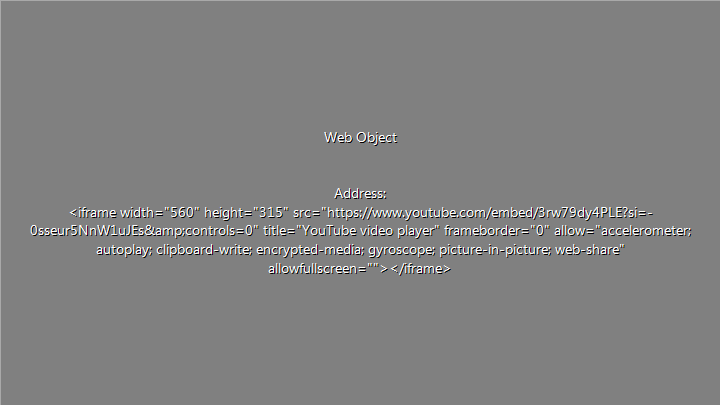 Web Object
Address:
<iframe width="560" height="315" src="https://www.youtube.com/embed/3rw79dy4PLE?si=-
0sseur5NnW1uJEs&amp;controls=0" title="YouTube video player" frameborder="0" allow="accelerometer;
autoplay; clipboard-write; encrypted-media; gyroscope; picture-in-picture; web-share"
allowfullscreen=""></iframe>